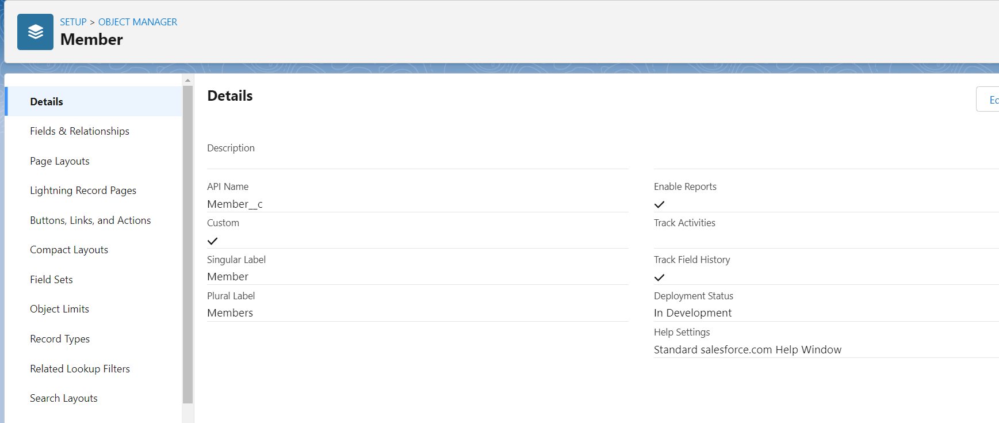 SETUP > OBJECT MANAGER
Member
Details
Fields & Relationships
Page Layouts
Lightning Record Pages
Buttons, Links, and Actions
Compact Layouts
Field Sets
Object Limits
Record Types
Related Lookup Filters
Search Layouts
Details
Description
API Name
Member__c
Custom
Singular Label
Member
Plural Label
Members
Enable Reports
Track Activities
Track Field History
Deployment Status
In Development
Help Settings
Standard salesforce.com Help Window